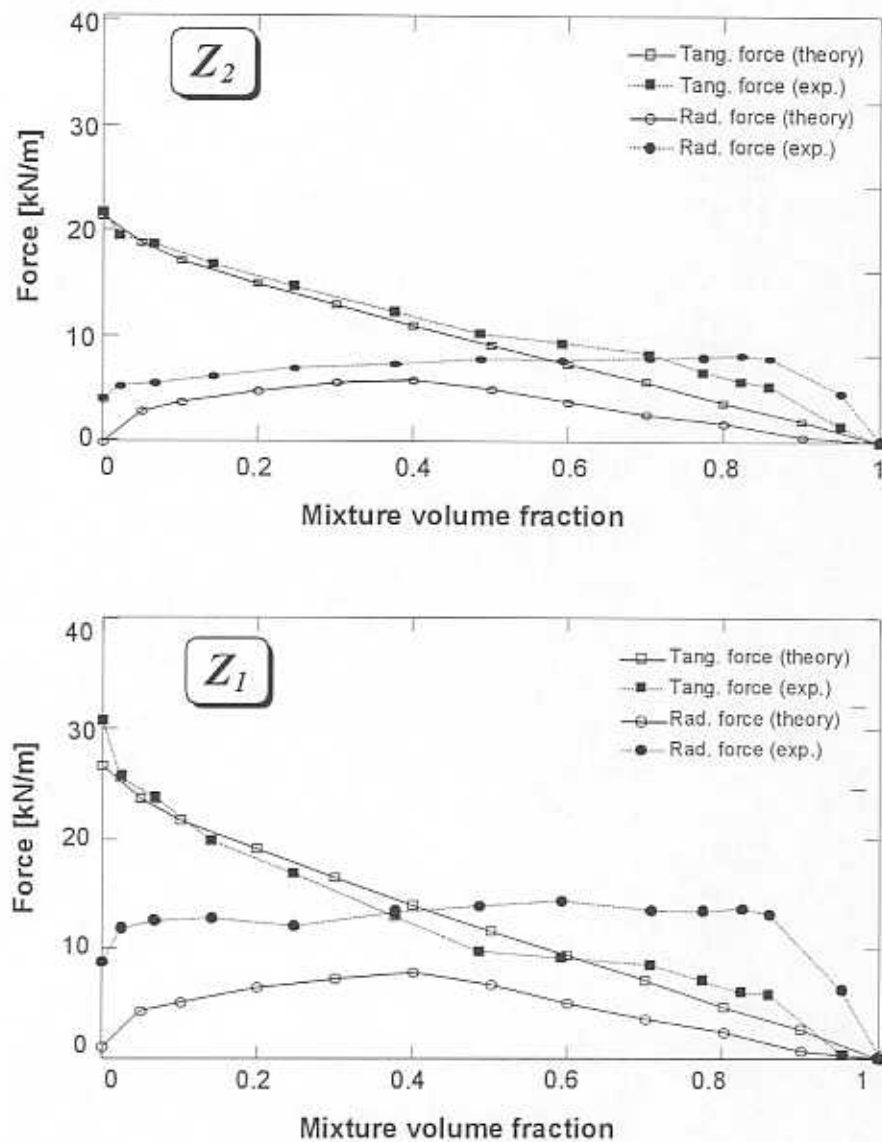 Z2
Tang. force (theory)
Tang. force (exp.)
Rad. force (theory)
Rad. force (exp.)
40
30
20
10
0
Force [kN/m]
0 0.2 0.4 0.6 0.8 1
Mixture volume fraction
Z1
Tang. force (theory)
Tang. force (exp.)
Rad. force (theory)
Rad. force (exp.)
40
30
20
10
0
Force [kN/m]
0 0.2 0.4 0.6 0.8 1
Mixture volume fraction